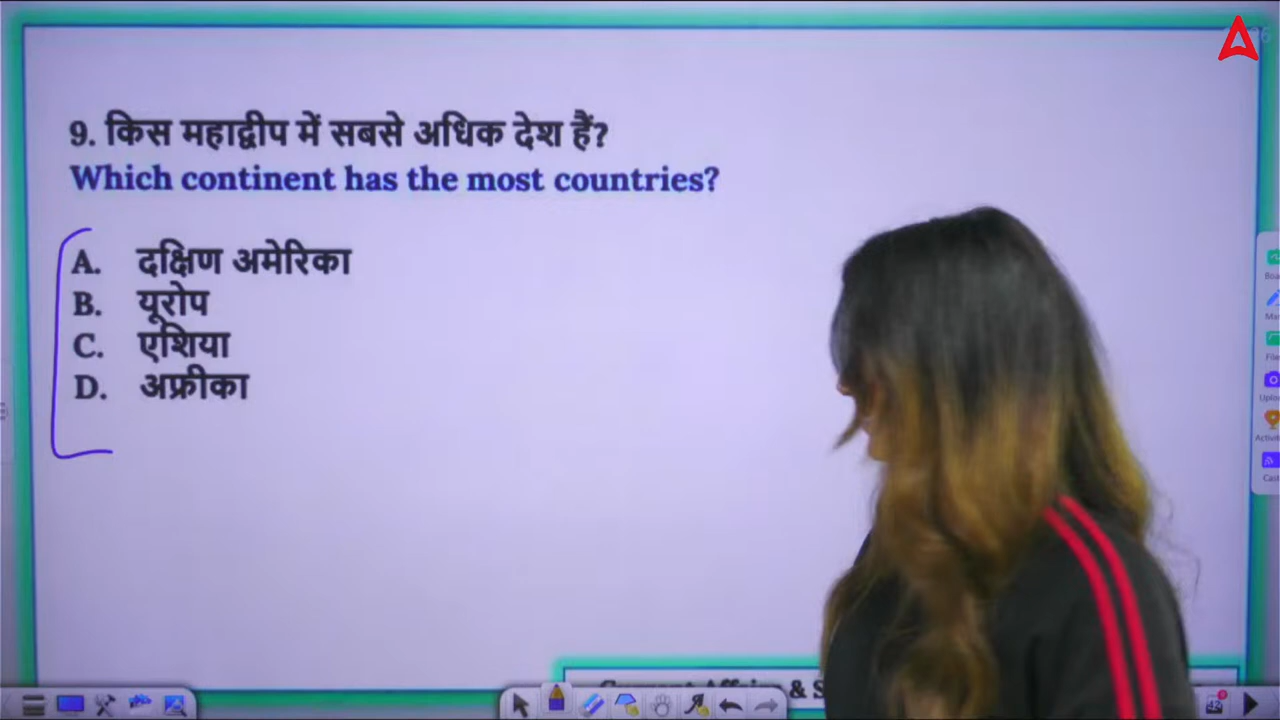 9. किस महाद्वीप में सबसे अधिक देश हैं?
Which continent has the most countries?
A. दक्षिण अमेरिका
B. यूरोप
C. एशिया
D. अफ्रीका
& S